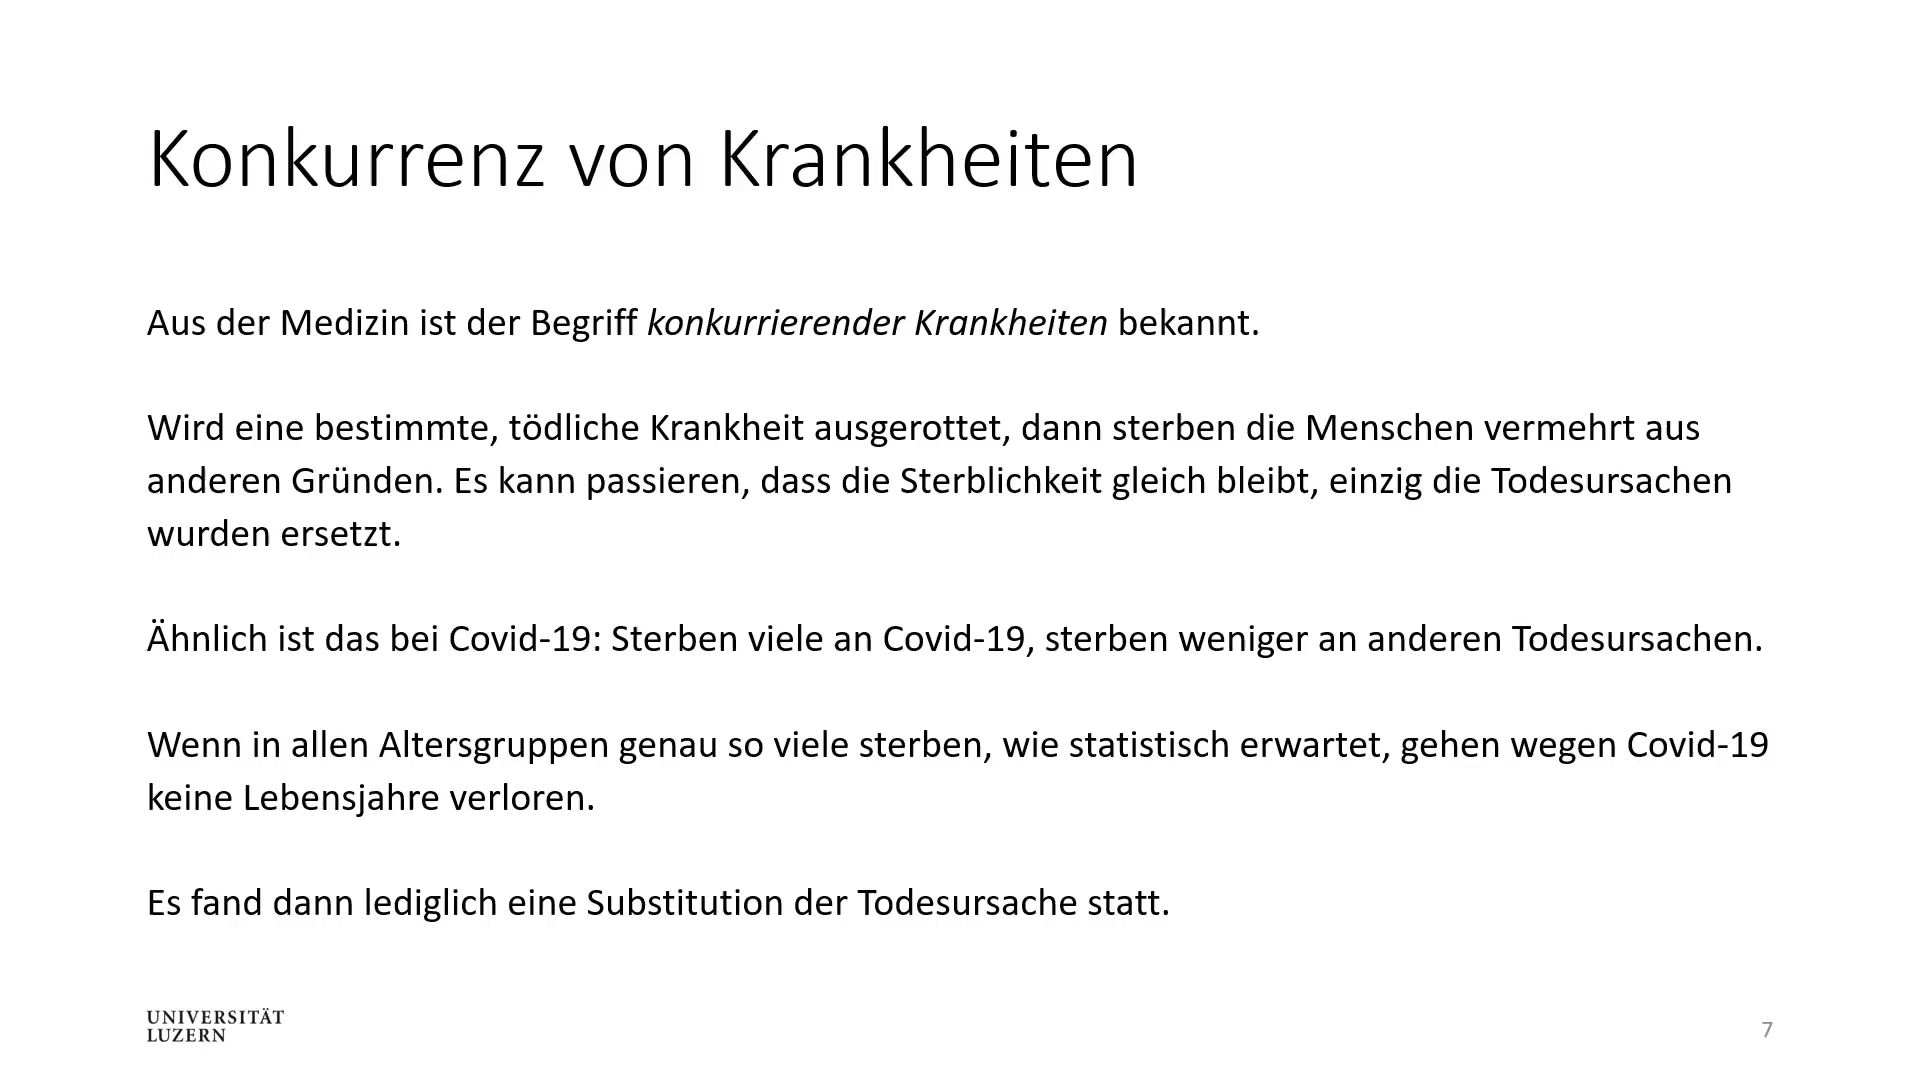 Konkurrenz von Krankheiten
Aus der Medizin ist der Begriff konkurrierender Krankheiten bekannt.
Wird eine bestimmte, tödliche Krankheit ausgerottet, dann sterben die Menschen vermehrt aus
anderen Gründen. Es kann passieren, dass die Sterblichkeit gleich bleibt, einzig die Todesursachen
wurden ersetzt.
Ähnlich ist das bei Covid-19: Sterben viele an Covid-19, sterben weniger an anderen Todesursachen.
Wenn in allen Altersgruppen genau so viele sterben, wie statistisch erwartet, gehen wegen Covid-19
keine Lebensjahre verloren.
Es fand dann lediglich eine Substitution der Todesursache statt.
UNIVERSITÄT
LUZERN
7